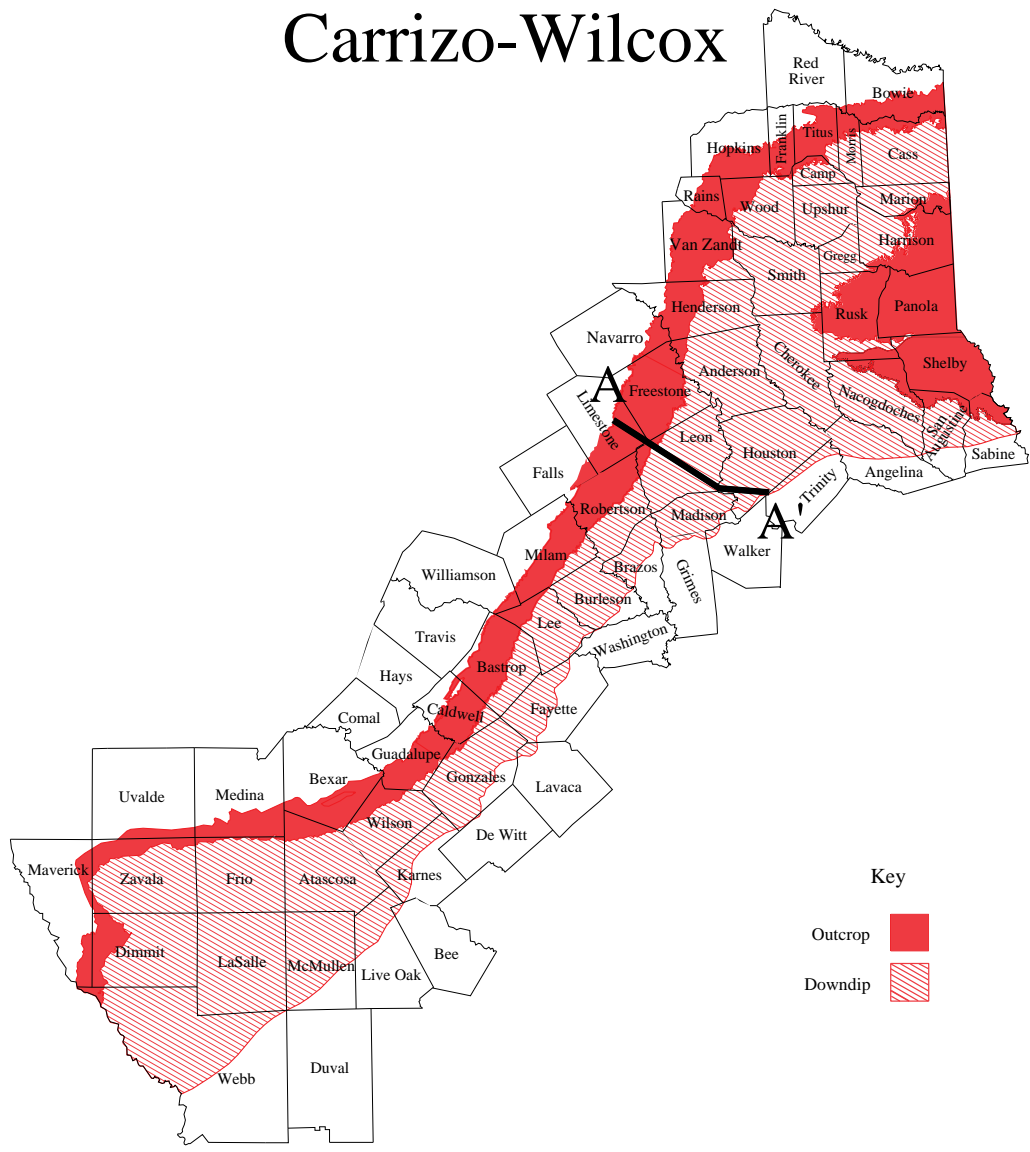 Carrizo-Wilcox
Red
River
Bowie
Hopkins
Franklin
Titus
Morris
Cass
Camp
Rains
Wood
Upshur
Marion
Van Zandt
Harrison
Gregg
Smith
Henderson
Rusk
Panola
Navarro
Cherokee
Shelby
Anderson
A
Freestone
Nacogdoches
Limestone
San
Augustine
Leon
Houston
Sabine
Falls
Angelina
Trinity
Robertson
Madison
A'
Milam
Walker
Williamson
Brazos
Grimes
Burleson
Lee
Travis
Washington
Bastrop
Hays
Fayette
Comal
Caldwell
Guadalupe
Bexar
Gonzales
Uvalde
Medina
Lavaca
Wilson
De Witt
Maverick
Zavala
Frio
Atascosa
Karnes
Key
Outcrop
Dimmit
LaSalle
McMullen
Live Oak
Bee
Downdip
Webb
Duval